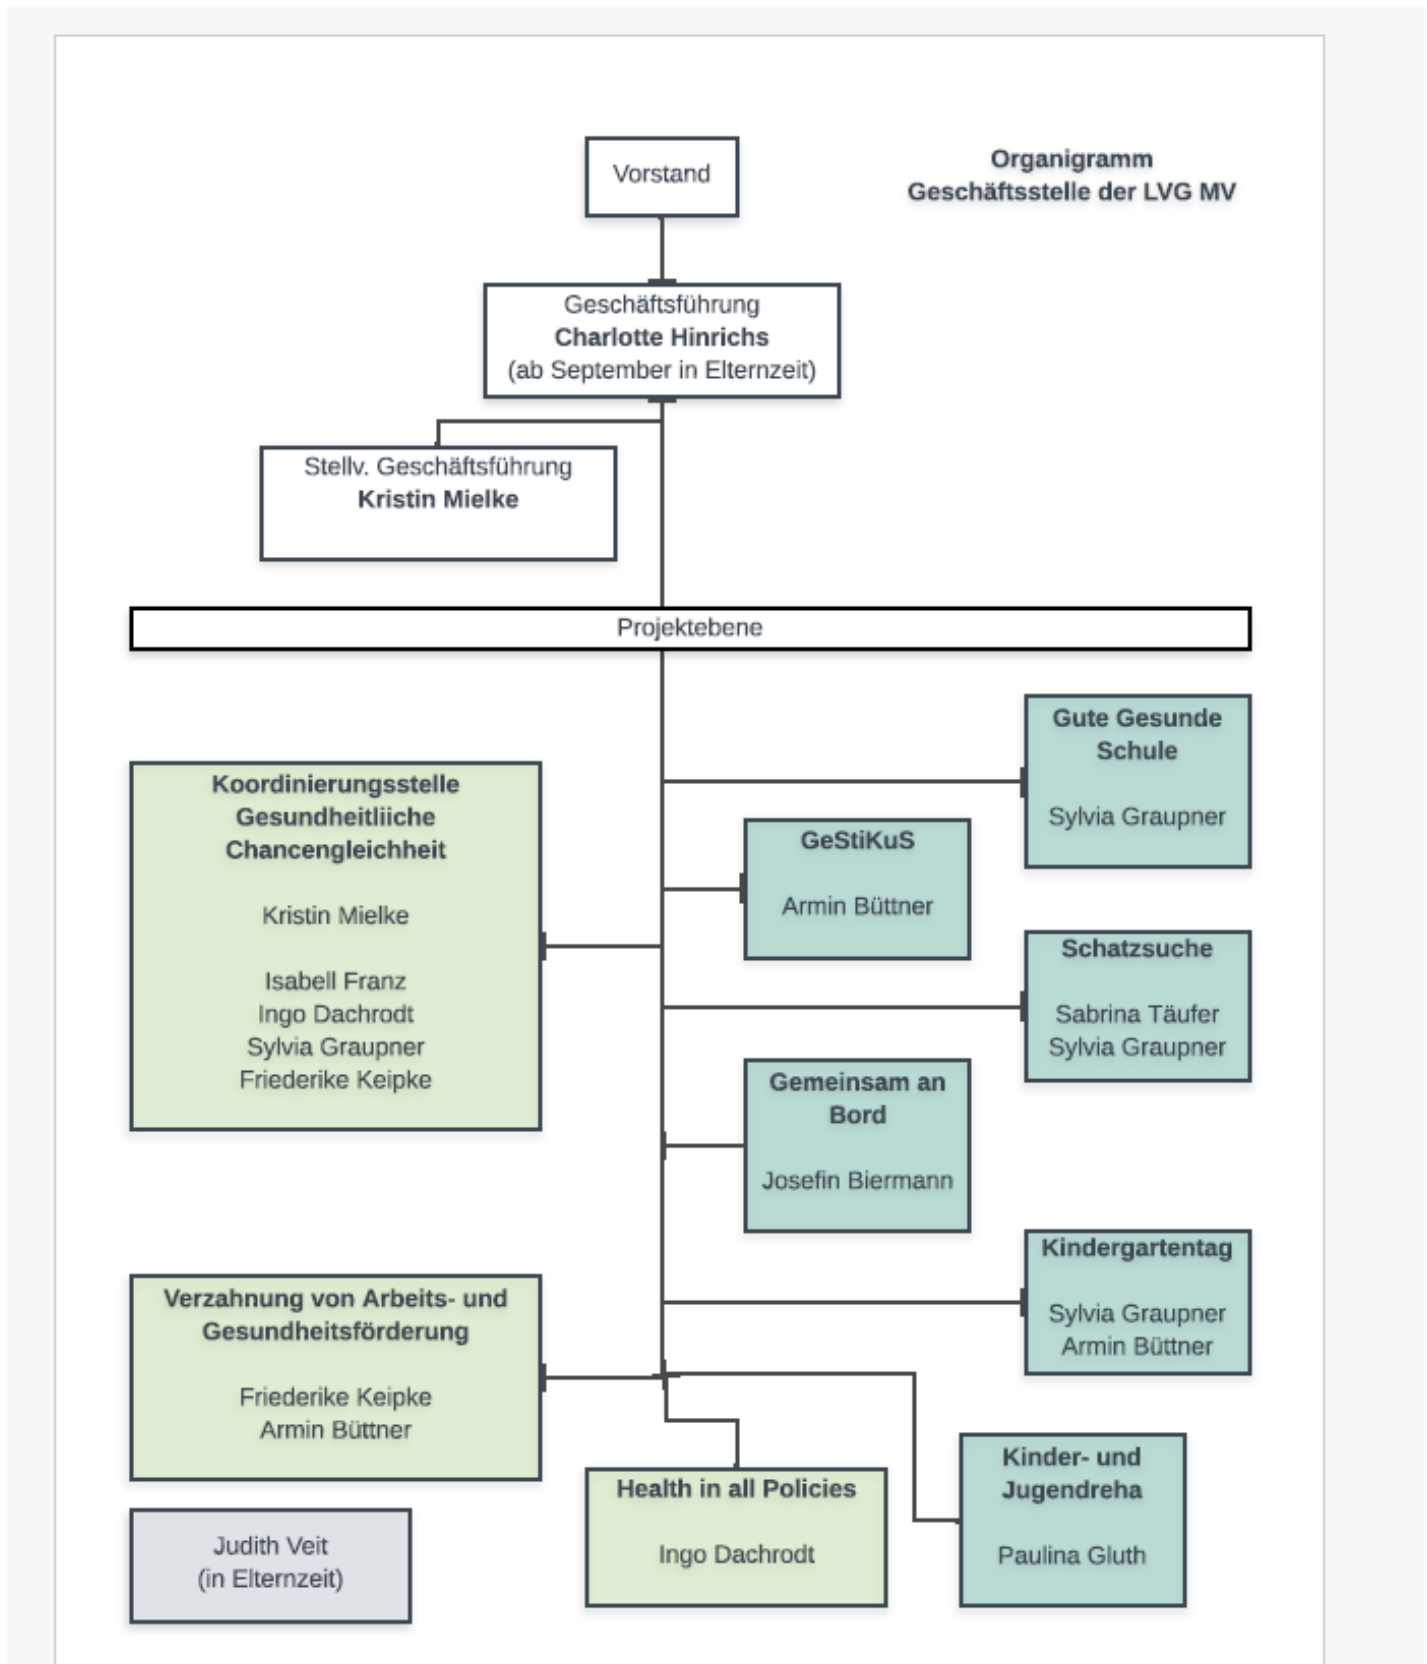 Vorstand
Organigramm
Geschäftsstelle der LVG MV
Geschäftsführung
Charlotte Hinrichs
(ab September in Elternzeit)
Stellv. Geschäftsführung
Kristin Mielke
Projektebene
Gute Gesunde
Schule
Sylvia Graupner
Koordinierungsstelle
Gesundheitliiche
Chancengleichheit
Kristin Mielke
Isabell Franz
Ingo Dachrodt
Sylvia Graupner
Friederike Keipke
GeStiKuS
Armin Büttner
Schatzsuche
Sabrina Täufer
Sylvia Graupner
Gemeinsam an
Bord
Josefin Biermann
Kindergartentag
Sylvia Graupner
Armin Büttner
Verzahnung von Arbeits- und
Gesundheitsförderung
Friederike Keipke
Armin Büttner
Kinder- und
Jugendreha
Paulina Gluth
Health in all Policies
Ingo Dachrodt
Judith Veit
(in Elternzeit)